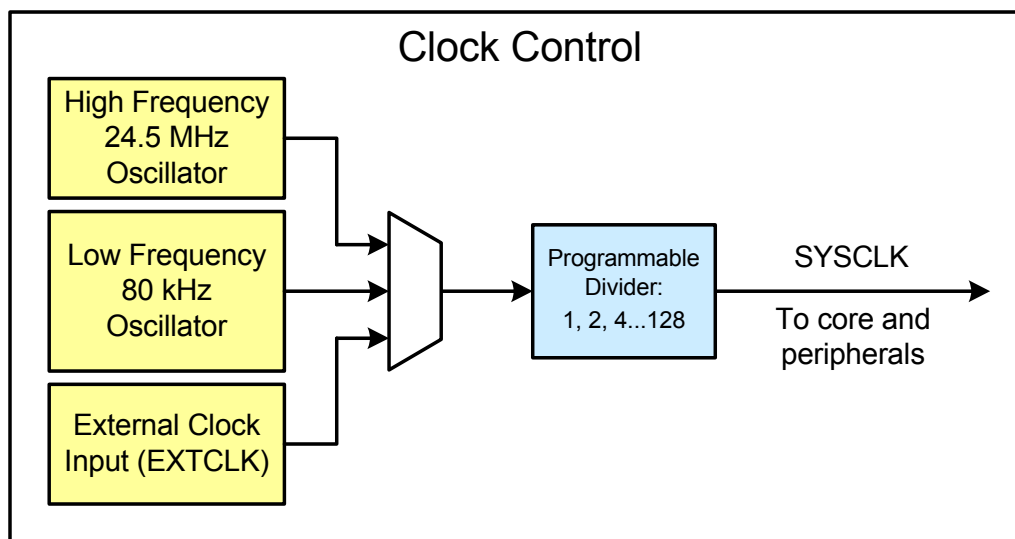 Clock Control
High Frequency
24.5 MHz
Oscillator
Low Frequency
80 kHz
Oscillator
External Clock
Input (EXTCLK)
Programmable
Divider:
1, 2, 4...128
SYSCLK
To core and
peripherals